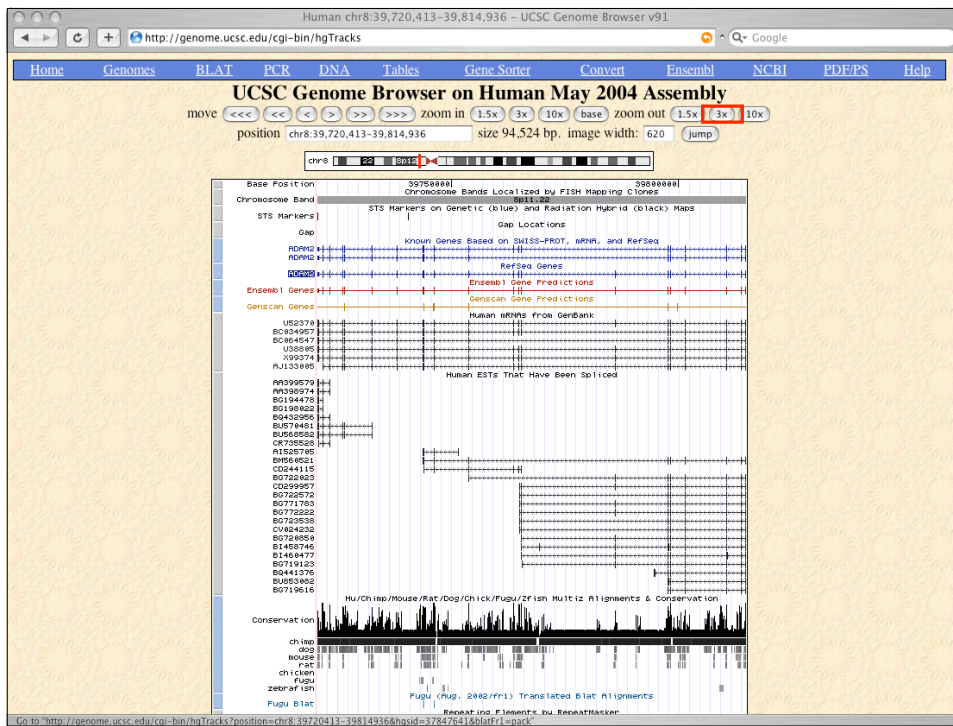 Human chr8:39,720,413-39,814,936 - UCSC Genome Browser v91
http://genome.ucsc.edu/cgi-bin/hgTracks Google
Home Genomes BLAT PCR DNA Tables Gene Sorter Convert Ensembl NCBI PDF/PS Help
UCSC Genome Browser on Human May 2004 Assembly
move <<< << < > >> >>> zoom in 1.5x 3x 10x base zoom out 1.5x 3x 10x
position chr8:39,720,413-39,814,936 size 94,524 bp. image width: 620 jump
chr8 22 8p12
Base Position 39750000| 39800000|
Chromosome Bands Localized by FISH Mapping Clones
Chromosome Band 8p11.22
STS Markers on Genetic (blue) and Radiation Hybrid (black) Maps
STS Markers
Gap Locations
Gap
Known Genes Based on SWISS-PROT, mRNA, and RefSeq
ADAM2
ADAM2
RefSeq Genes
ADAM2
Ensembl Gene Predictions
Ensembl Genes
Genscan Gene Predictions
Genscan Genes
Human mRNAs from GenBank
U52370
BC034957
BC064547
U38805
X99374
AJ133005
Human ESTs That Have Been Spliced
AA399579
AA398974
BG194478
BG198022
BQ432956
BU570481
BU568582
CR735528
AI525705
BM560521
CD244115
BG722023
CD299957
BG722572
BG771783
BG772222
BG723538
CV024232
BG720850
BI458746
BI460477
BG719123
BQ441376
BU853082
BG719616
Hu/Chimp/Mouse/Rat/Dog/Chick/Fugu/Zfish Multiz Alignments & Conservation
Conservation
chimp
dog
mouse
rat
chicken
fugu
zebrafish
Fugu (Aug. 2002/fr1) Translated Blat Alignments
Fugu Blat
Repeating Elements by RepeatMasker
Go to "http://genome.ucsc.edu/cgi-bin/hgTracks?position=chr8:39720413-39814936&hgsid=37847641&blatFr1=pack"